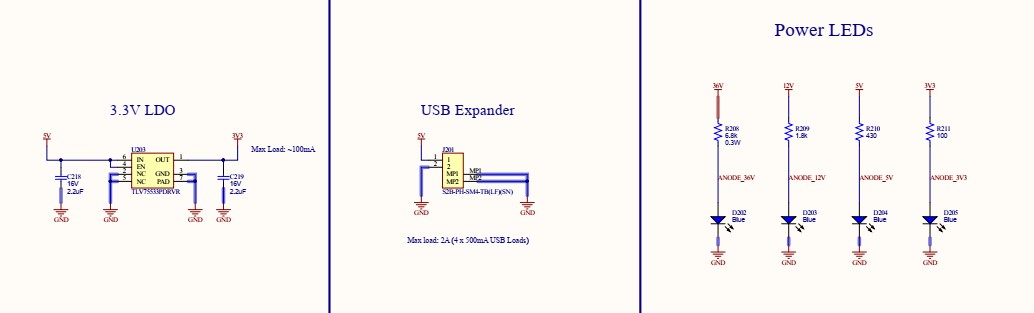 Power LEDs
3.3V LDO
USB Expander
5V
3V3
U203
6 IN OUT 1
4 EN
2 NC GND 3
5 NC PAD 7
TLV75533PDRVR
C218
16V
2.2uF
C219
16V
2.2uF
GND
GND
GND
GND
Max Load: ~100mA
5V
J201
1 1
2 2
MP1 MP1
MP2 MP2
S2B-PH-SM4-TB(LF)(SN)
GND
GND
Max load: 2A (4 x 500mA USB Loads)
36V
12V
5V
3V3
R208
6.8k
0.3W
R209
1.8k
R210
430
R211
100
ANODE_36V
ANODE_12V
ANODE_5V
ANODE_3V3
D202
Blue
D203
Blue
D204
Blue
D205
Blue
GND
GND
GND
GND